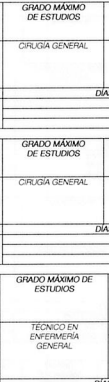 GRADO MÁXIMO
DE ESTUDIOS
CIRUGÍA GENERAL
DÍA
GRADO MÁXIMO
DE ESTUDIOS
CIRUGÍA GENERAL
DÍA
GRADO MÁXIMO DE
ESTUDIOS
TÉCNICO EN
ENFERMERÍA
GENERAL